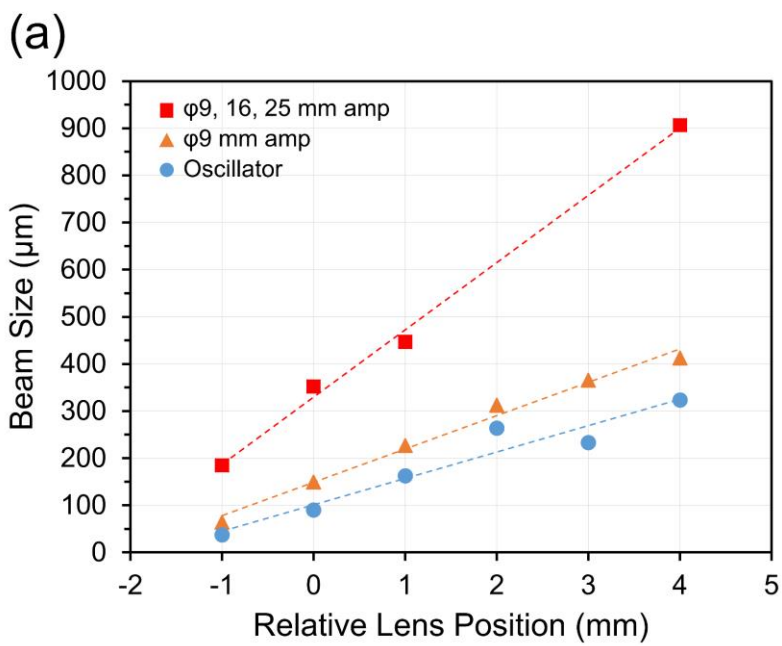 (a)
1000
900
800
700
600
500
400
300
200
100
0
Beam Size (μm)
φ9, 16, 25 mm amp
φ9 mm amp
Oscillator
-2 -1 0 1 2 3 4 5
Relative Lens Position (mm)